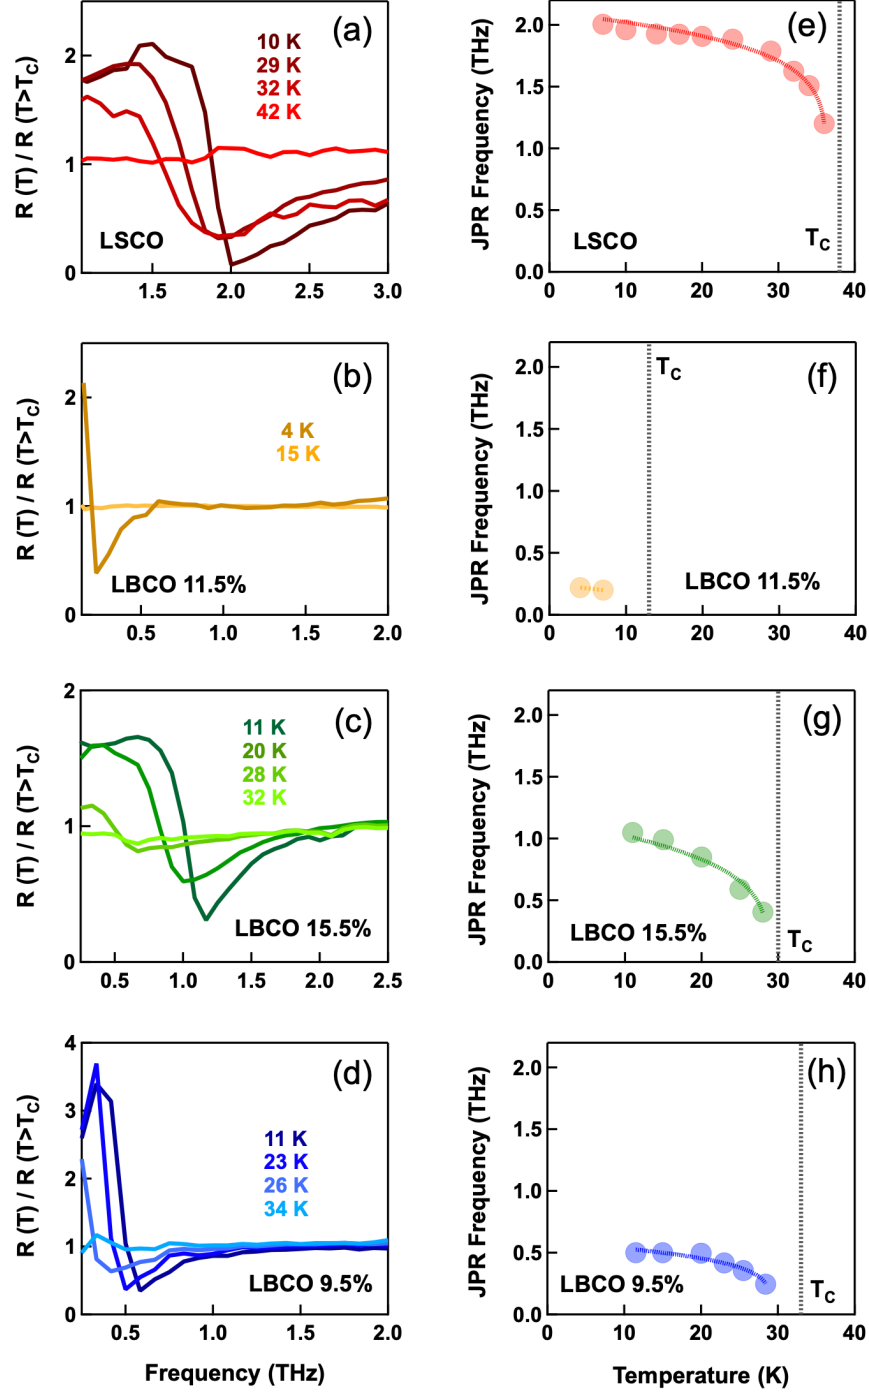 (a)
10 K
29 K
32 K
42 K
LSCO
R (T) / R (T>TC)
2
1
0
1.5
2.0
2.5
3.0
(e)
LSCO
TC
JPR Frequency (THz)
2.0
1.5
1.0
0.5
0.0
0
10
20
30
40
(b)
4 K
15 K
LBCO 11.5%
R (T) / R (T>TC)
2
1
0
0.5
1.0
1.5
2.0
(f)
TC
LBCO 11.5%
JPR Frequency (THz)
2.0
1.5
1.0
0.5
0.0
0
10
20
30
40
(c)
11 K
20 K
28 K
32 K
LBCO 15.5%
R (T) / R (T>TC)
2
1
0
0.5
1.0
1.5
2.0
2.5
(g)
LBCO 15.5%
TC
JPR Frequency (THz)
2.0
1.5
1.0
0.5
0.0
0
10
20
30
40
(d)
11 K
23 K
26 K
34 K
LBCO 9.5%
R (T) / R (T>TC)
4
3
2
1
0
0.5
1.0
1.5
2.0
Frequency (THz)
(h)
LBCO 9.5%
TC
JPR Frequency (THz)
2.0
1.5
1.0
0.5
0.0
0
10
20
30
40
Temperature (K)